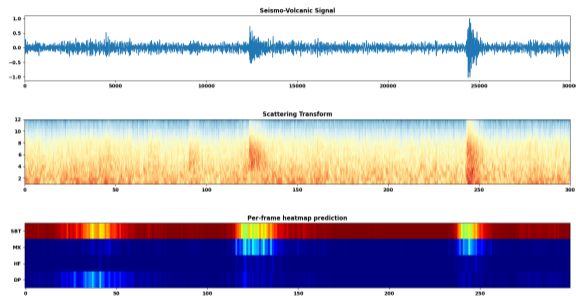 Seismo-Volcanic Signal
1.0
0.5
0.0
−0.5
−1.0
0 5000 10000 15000 20000 25000 30000
Scattering Transform
12
10
8
6
4
2
0 50 100 150 200 250 300
Per-frame heatmap prediction
SBT
MX
HF
DP
0 50 100 150 200 250